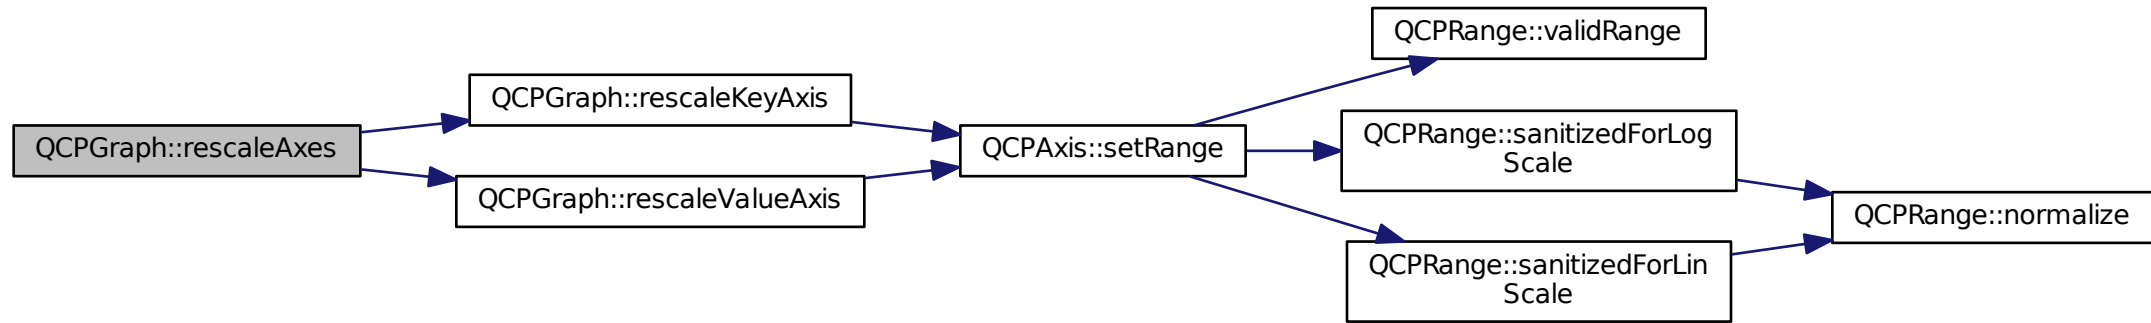 QCPGraph::rescaleAxes
QCPGraph::rescaleKeyAxis
QCPGraph::rescaleValueAxis
QCPAxis::setRange
QCPRange::validRange
QCPRange::sanitizedForLog
Scale
QCPRange::sanitizedForLin
Scale
QCPRange::normalize